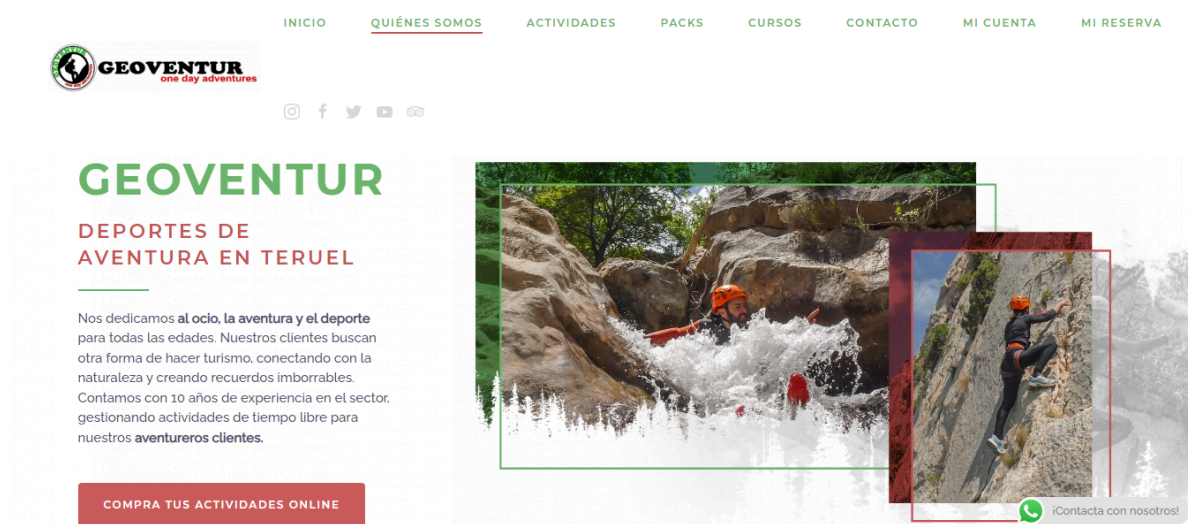 INICIO QUIÉNES SOMOS ACTIVIDADES PACKS CURSOS CONTACTO MI CUENTA MI RESERVA
GEOVENTUR
one day adventures
GEOVENTUR
DEPORTES DE
AVENTURA EN TERUEL
Nos dedicamos al ocio, la aventura y el deporte
para todas las edades. Nuestros clientes buscan
otra forma de hacer turismo, conectando con la
naturaleza y creando recuerdos imborrables.
Contamos con 10 años de experiencia en el sector,
gestionando actividades de tiempo libre para
nuestros aventureros clientes.
COMPRA TUS ACTIVIDADES ONLINE
¡Contacta con nosotros!